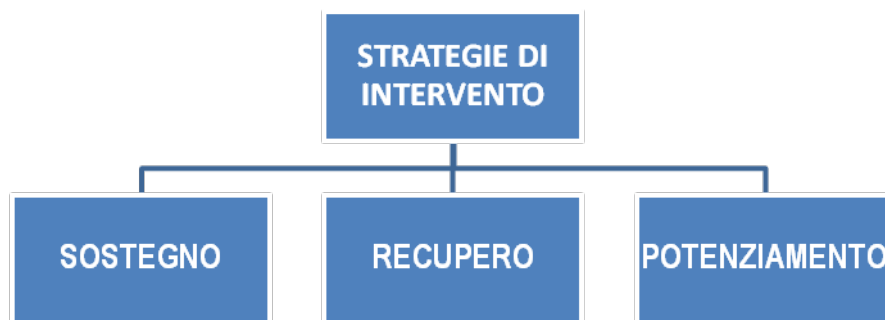 STRATEGIE DI
INTERVENTO
SOSTEGNO
RECUPERO
POTENZIAMENTO